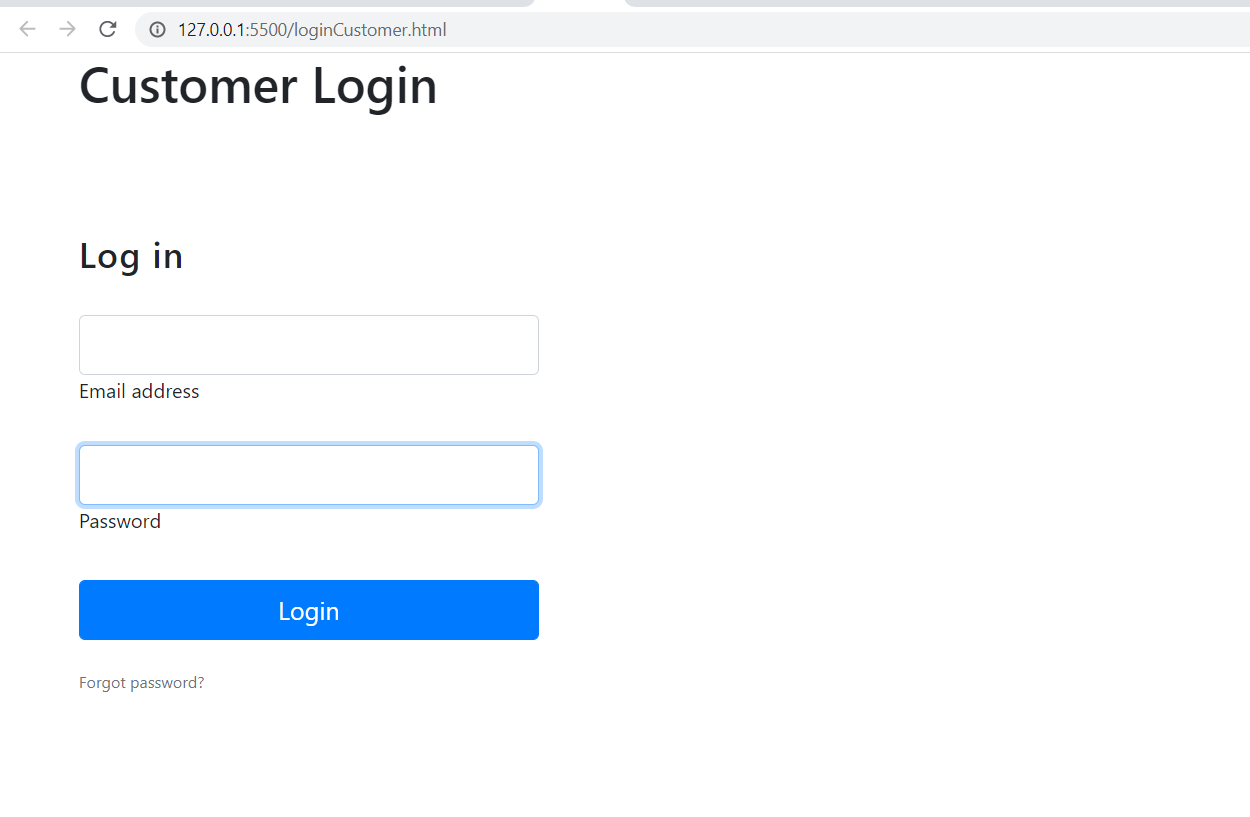 127.0.0.1:5500/loginCustomer.html
Customer Login
Log in
Email address
Password
Login
Forgot password?